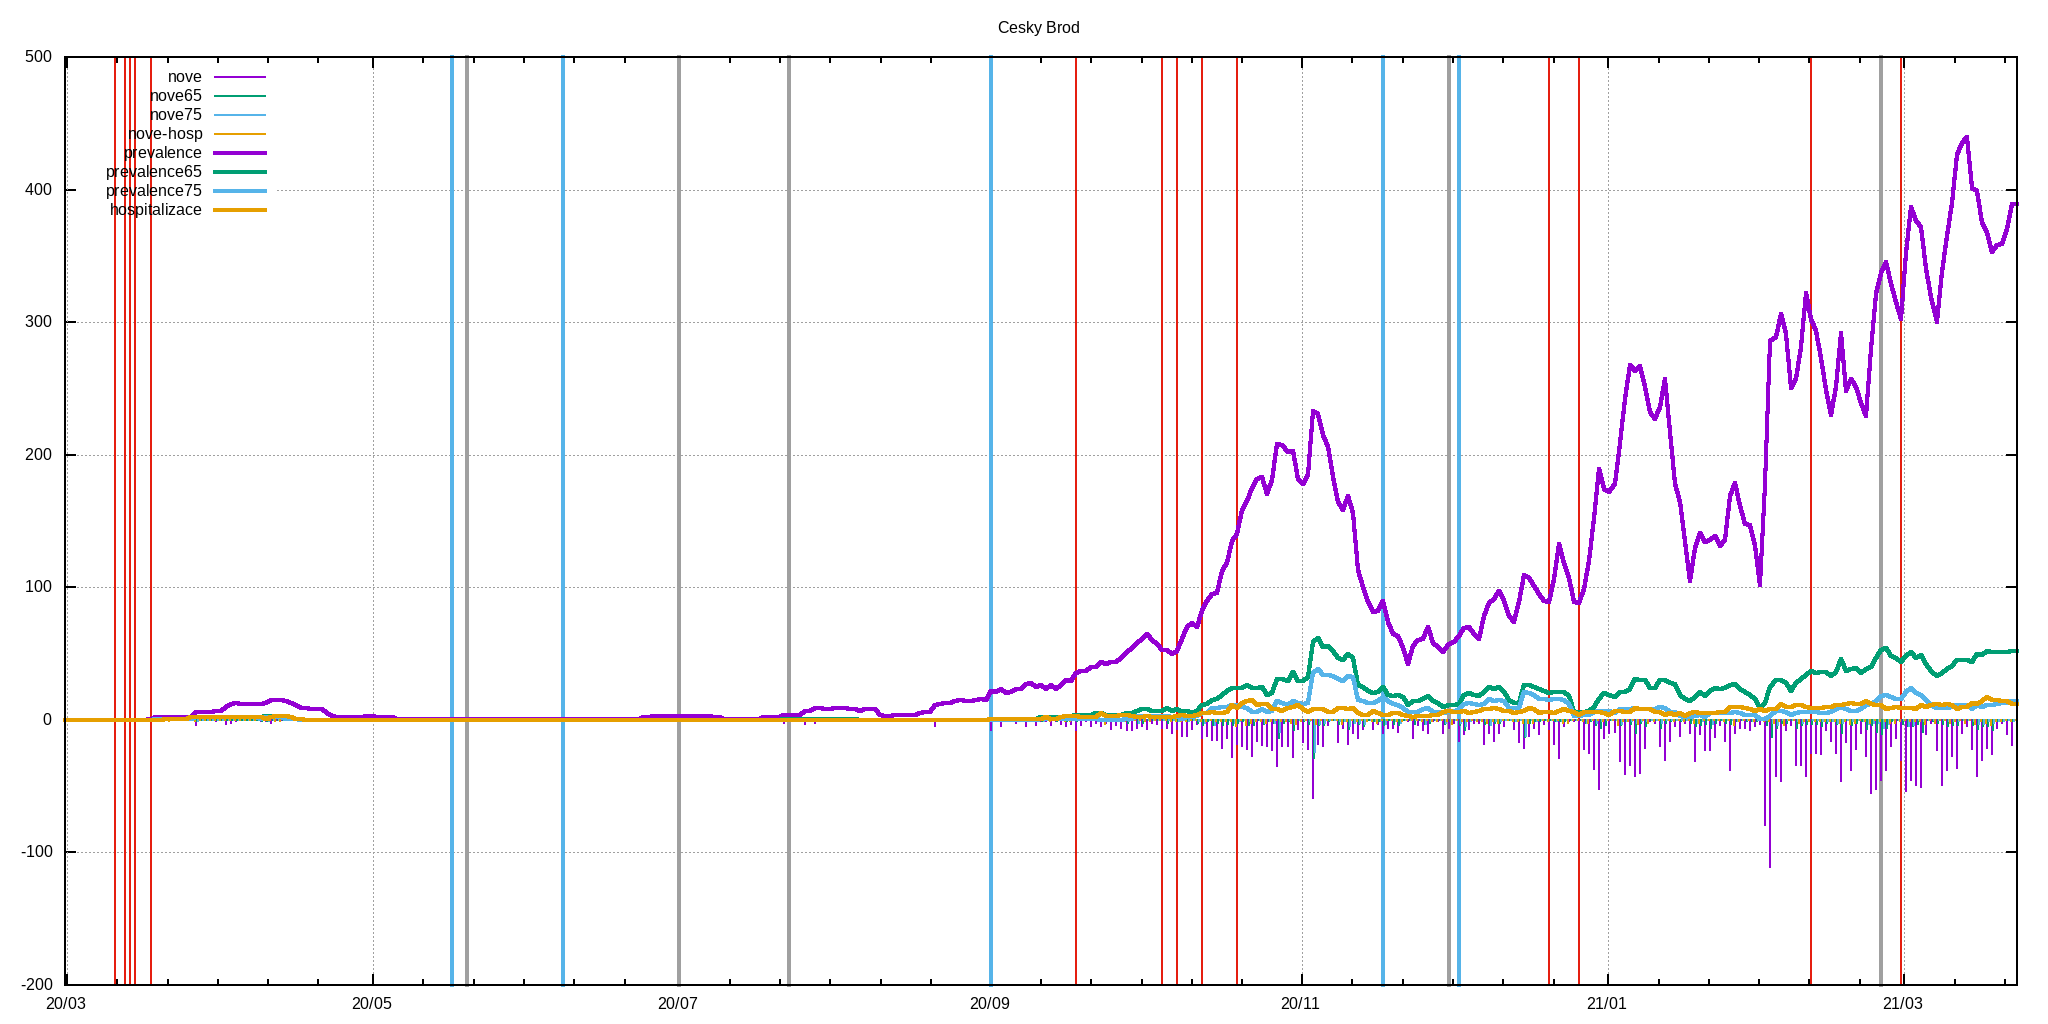 Cesky Brod
500
nove
nove65
nove75
nove-hosp
prevalence
prevalence65
prevalence75
hospitalizace
400
300
200
100
0
-100
-200
20/03 20/05 20/07 20/09 20/11 21/01 21/03